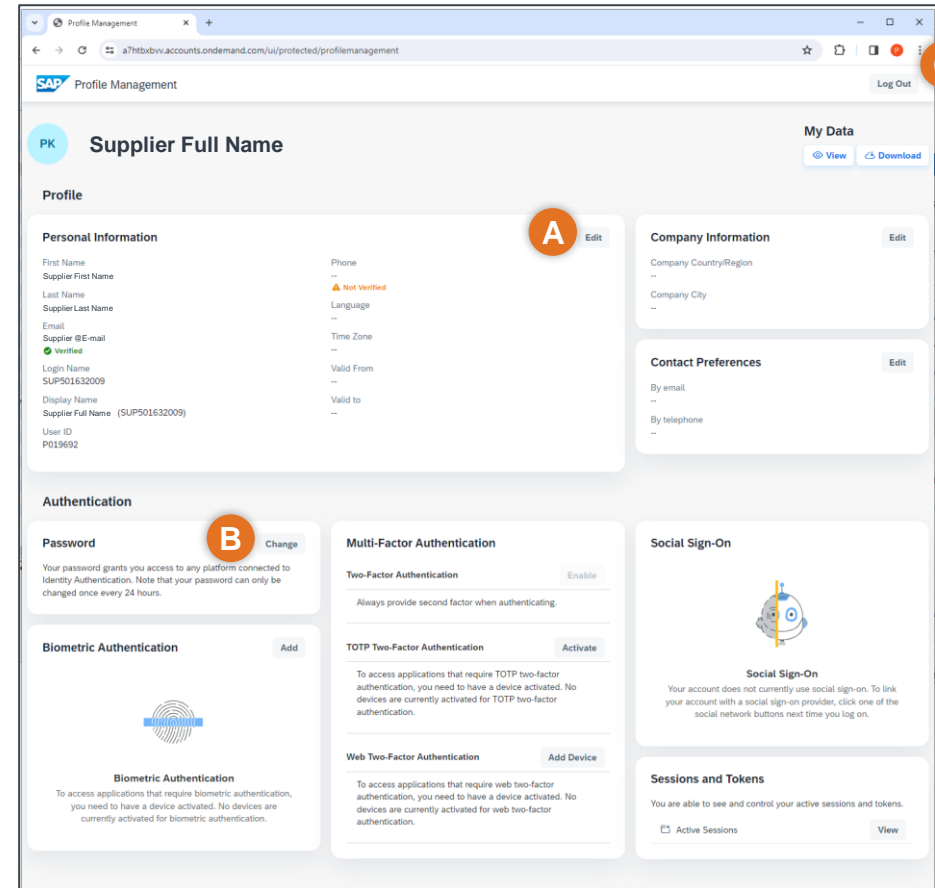 Profile Management
a7htbxbvv.accounts.ondemand.com/ui/protected/profilemanagement
P
SAP Profile Management
Log Out
PK
Supplier Full Name
My Data
View
Download
Profile
Personal Information
A
Edit
First Name
Supplier First Name
Last Name
Supplier Last Name
Email
Supplier @E-mail
Verified
Login Name
SUP501632009
Display Name
Supplier Full Name (SUP501632009)
User ID
P019692
Phone
--
Not Verified
Language
--
Time Zone
--
Valid From
--
Valid to
--
Company Information
Edit
Company Country/Region
--
Company City
--
Contact Preferences
Edit
By email
--
By telephone
--
Authentication
Password
B
Change
Your password grants you access to any platform connected to
Identity Authentication. Note that your password can only be
changed once every 24 hours.
Biometric Authentication
Add
Biometric Authentication
To access applications that require biometric authentication,
you need to have a device activated. No devices are
currently activated for biometric authentication.
Multi-Factor Authentication
Two-Factor Authentication
Enable
Always provide second factor when authenticating.
TOTP Two-Factor Authentication
Activate
To access applications that require TOTP two-factor
authentication, you need to have a device activated. No
devices are currently activated for TOTP two-factor
authentication.
Web Two-Factor Authentication
Add Device
To access applications that require web two-factor
authentication, you need to have a device activated. No
devices are currently activated for web two-factor
authentication.
Social Sign-On
Social Sign-On
Your account does not currently use social sign-on. To link
your account with a social sign-on provider, click one of the
social network buttons next time you log on.
Sessions and Tokens
You are able to see and control your active sessions and tokens.
Active Sessions
View